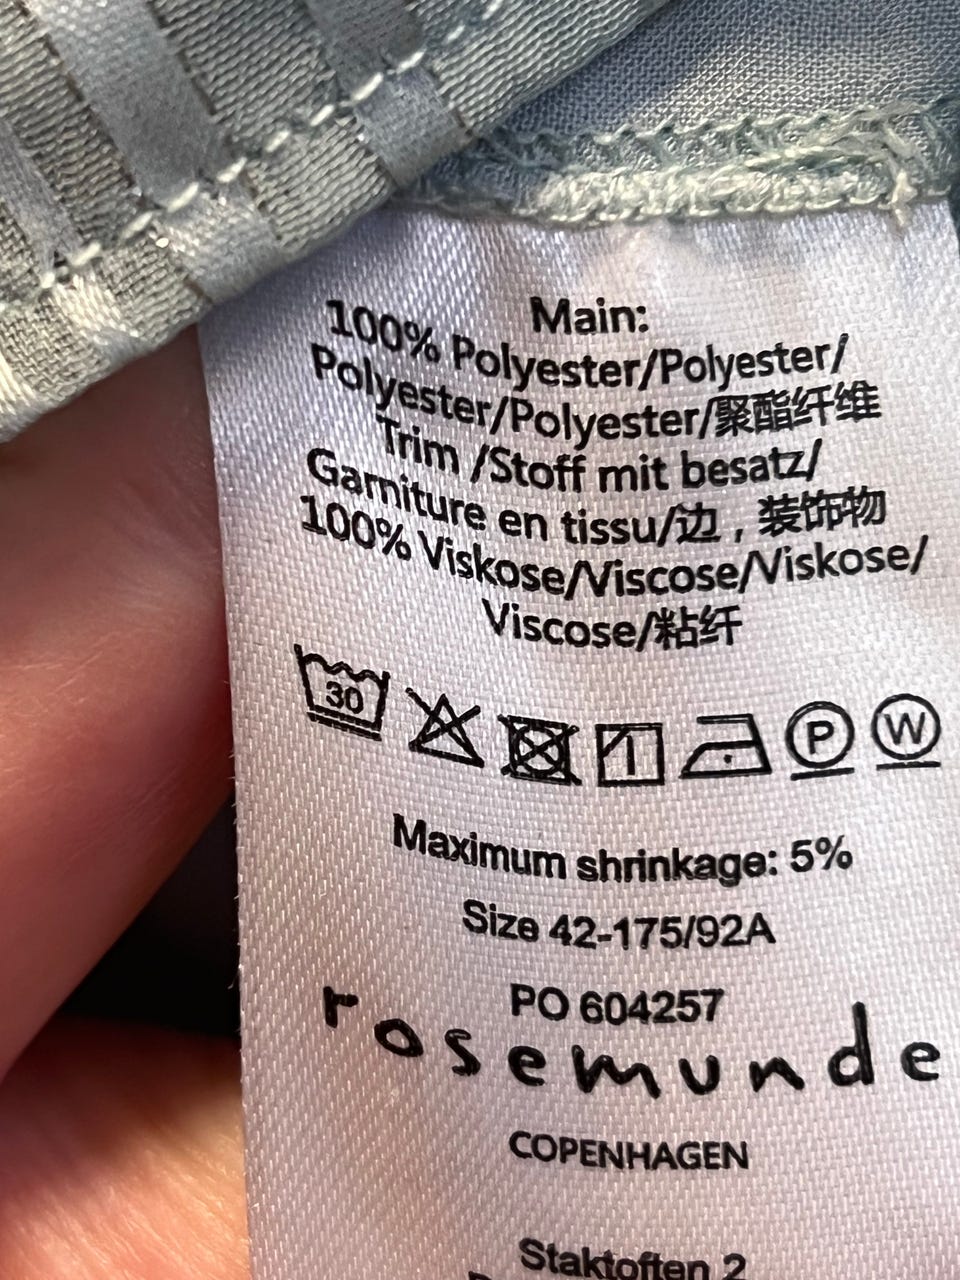 Main:
100% Polyester/Polyester/
Polyester/Polyester/聚酯纤维
Trim /Stoff mit besatz/
Garniture en tissu/边，装饰物
100% Viskose/Viscose/Viskose/
Viscose/粘纤
30 P W
Maximum shrinkage: 5%
Size 42-175/92A
PO 604257
rosemunde
COPENHAGEN
Staktoften 2